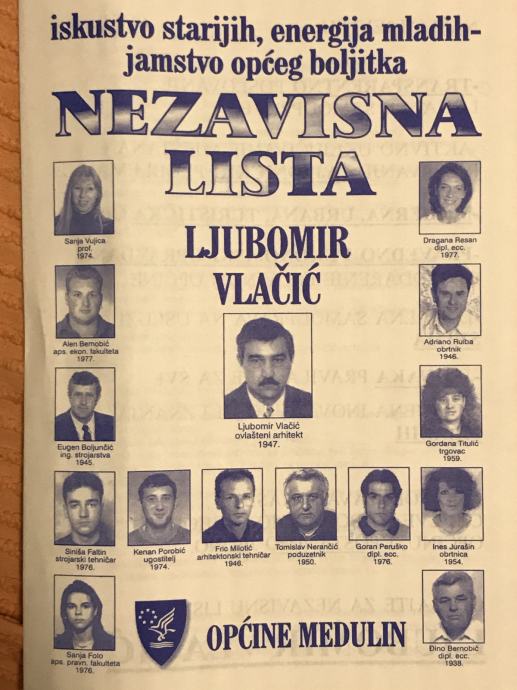 iskustvo starijih, energija mladih-
jamstvo općeg boljitka
NEZAVISNA
LISTA
LJUBOMIR
VLAČIĆ
Sanja Vujica
prof.
1974.
Dragana Resan
dipl. ecc.
1977.
Alen Bernobić
aps. ekon. fakulteta
1977.
Adriano Ruiba
obrtnik
1946.
Ljubomir Vlačić
ovlašteni arhitekt
1947.
Eugen Boljunčić
ing. strojarstva
1945.
Gordana Titulić
trgovac
1959.
Siniša Faltin
strojarski tehničar
1976.
Kenan Porobić
ugostitelj
1974.
Fric Milotić
arhitektonski tehničar
1946.
Tomislav Nerančić
poduzetnik
1950.
Goran Peruško
dipl. ecc.
1976.
Ines Jurašin
obrtnica
1954.
Sanja Folo
aps. pravn. fakulteta
1976.
OPĆINE MEDULIN
Đino Bernobić
dipl. ecc.
1938.